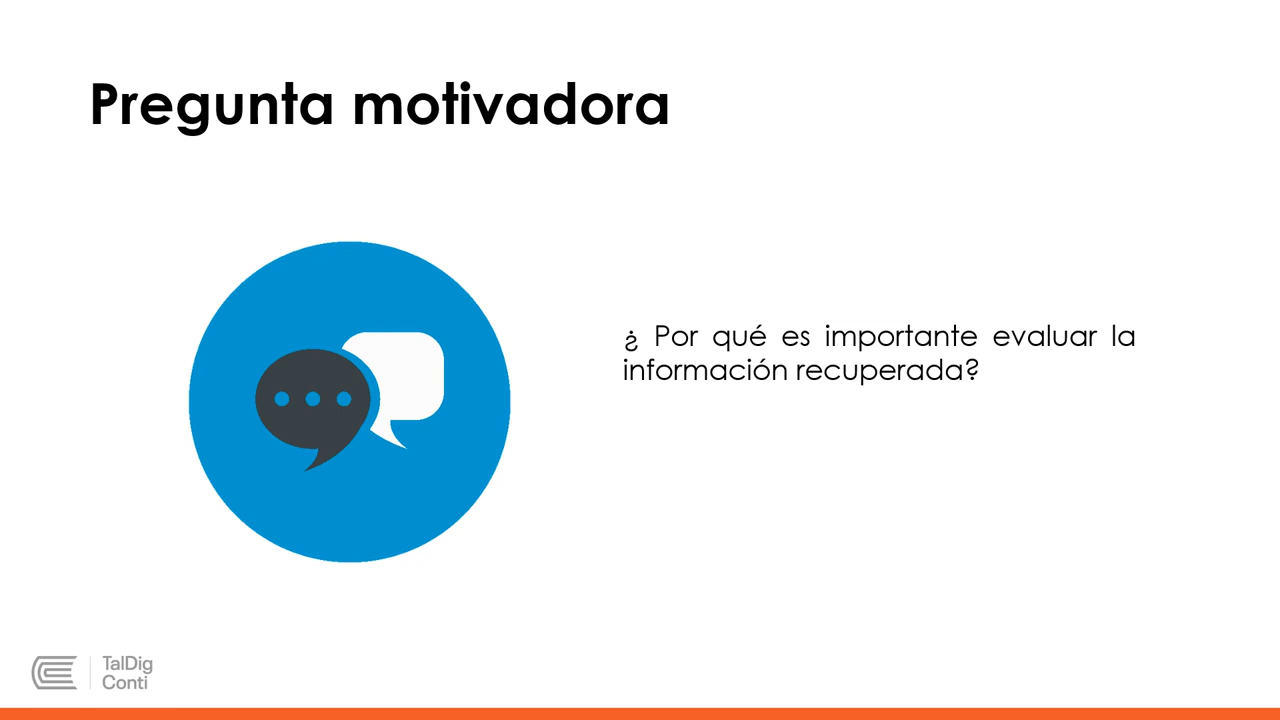 Pregunta motivadora
¿ Por qué es importante evaluar la
información recuperada?
TalDig
Conti